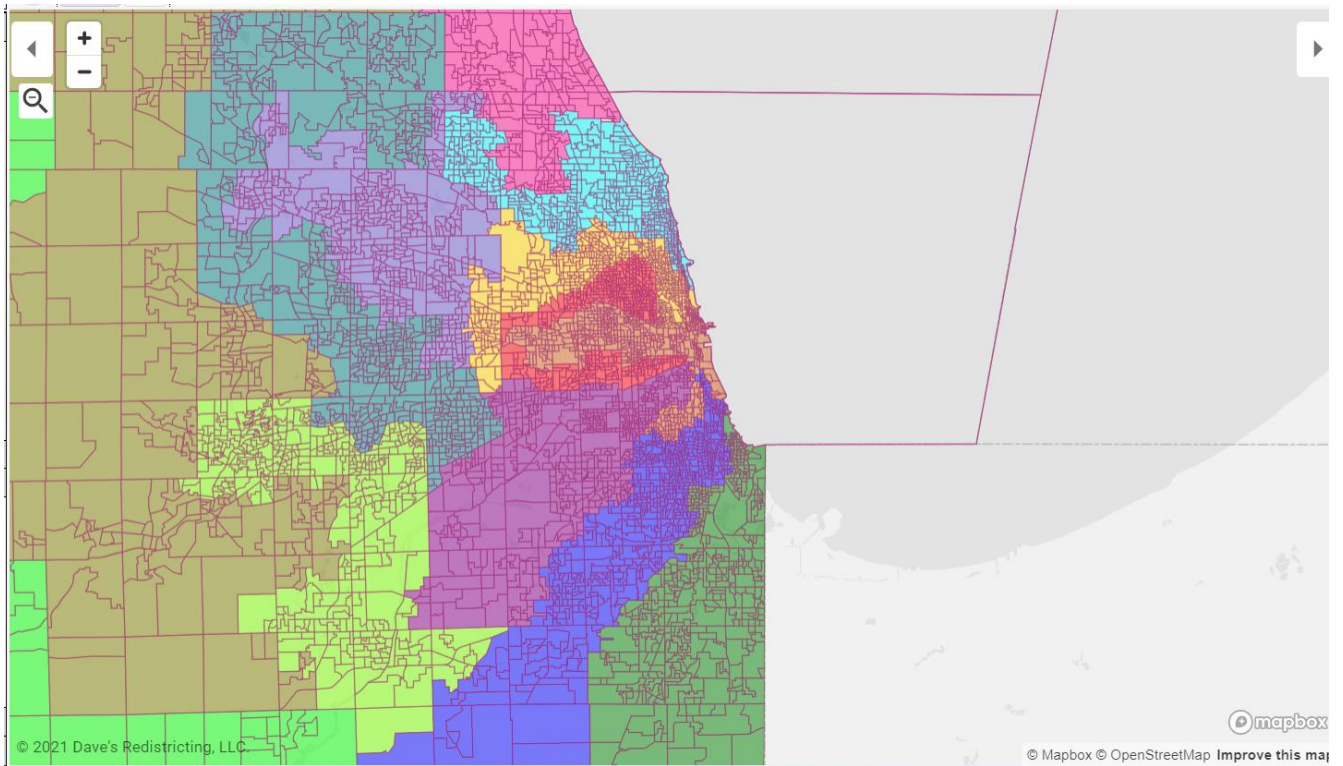 +
−
© 2021 Dave's Redistricting, LLC.
mapbox
© Mapbox © OpenStreetMap Improve this map